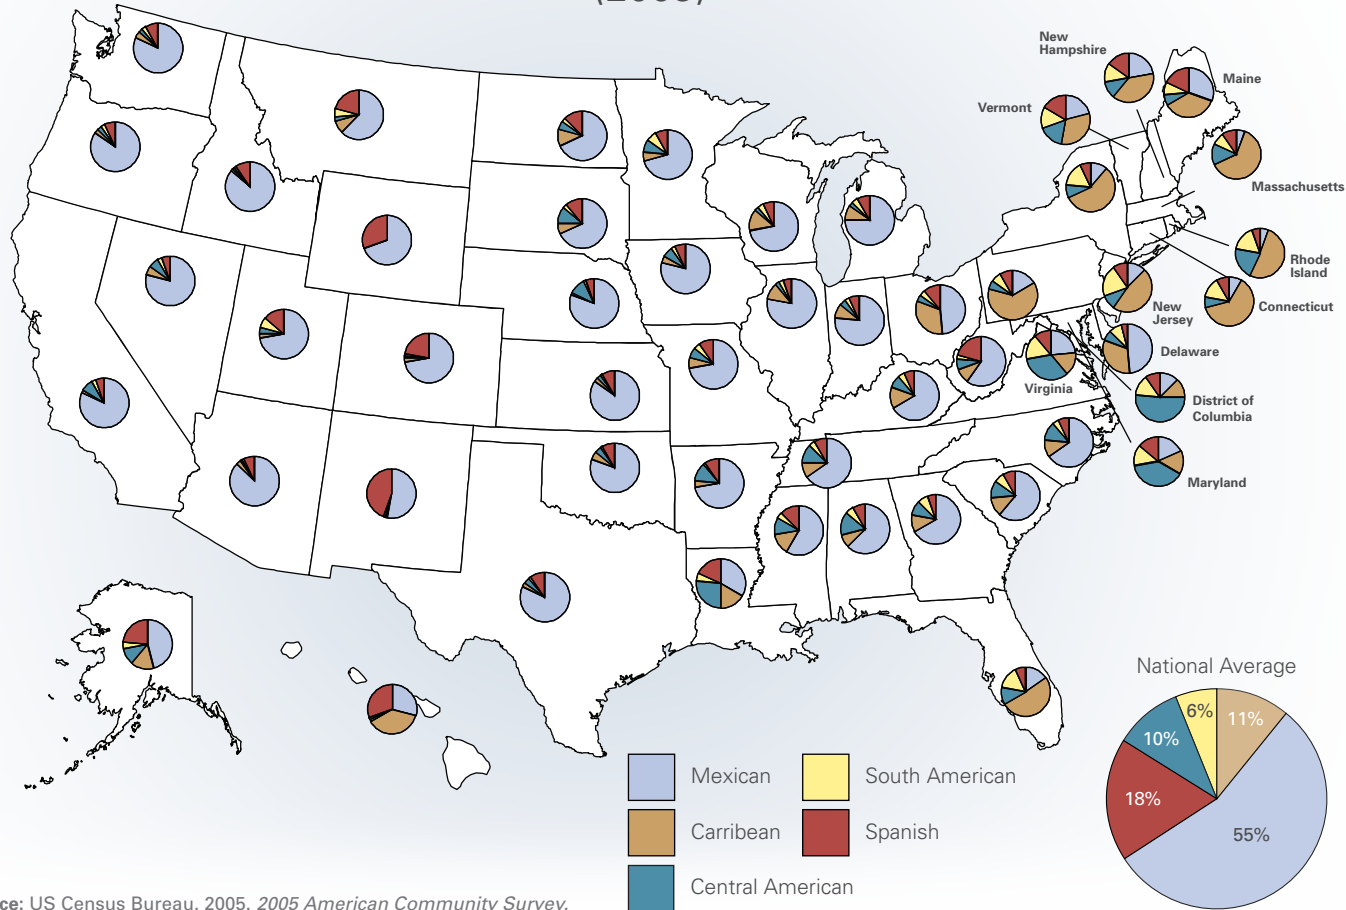 New
Hampshire
Maine
Vermont
Massachusetts
Rhode
Island
Connecticut
New
Jersey
Delaware
Virginia
District of
Columbia
Maryland
National Average
6%
11%
10%
18%
55%
Mexican
South American
Carribean
Spanish
Central American
US Census Bureau. 2005. 2005 American Community Survey.